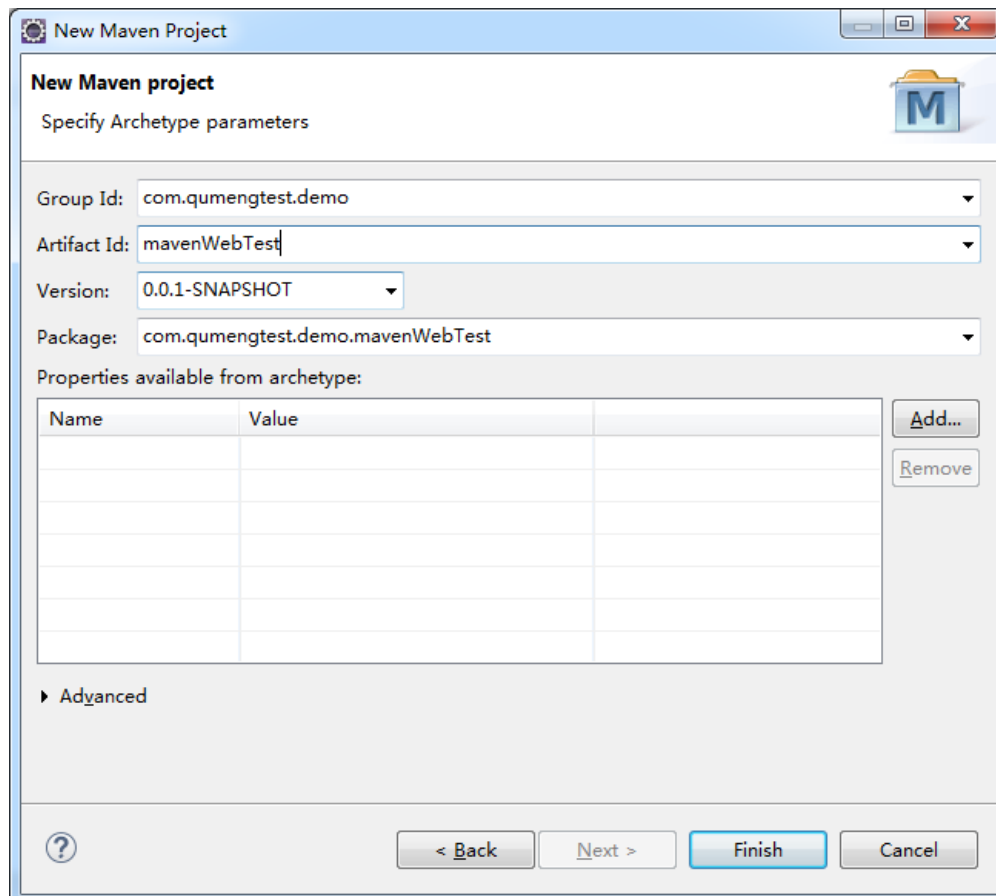 New Maven Project
New Maven project
Specify Archetype parameters
M
Group Id: com.qumengtest.demo
Artifact Id: mavenWebTest
Version: 0.0.1-SNAPSHOT
Package: com.qumengtest.demo.mavenWebTest
Properties available from archetype:
Name Value
Add...
Remove
Advanced
? < Back Next > Finish Cancel